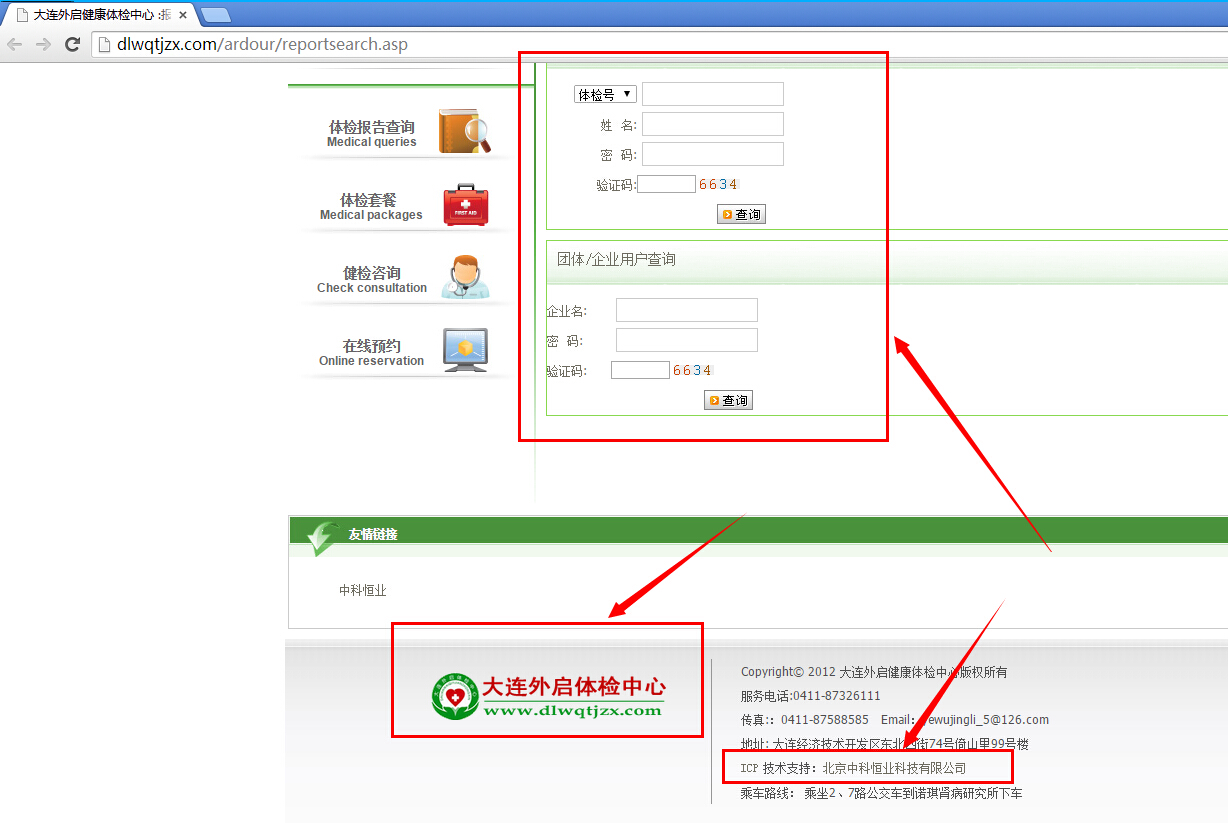 大连外启健康体检中心 :报
dlwqtjzx.com/ardour/reportsearch.asp
体检报告查询
Medical queries
体检套餐
Medical packages
FIRST AID
健检咨询
Check consultation
在线预约
Online reservation
体检号
姓 名:
密 码:
验证码: 6634
查询
团体/企业用户查询
企业名:
密 码:
验证码: 6634
查询
友情链接
中科恒业
大连外启体检中心
www.dlwqtjzx.com
Copyright© 2012 大连外启健康体检中心版权所有
服务电话:0411-87326111
传真:: 0411-87588585 Email: yewujingli_5@126.com
地址: 大连经济技术开发区东北四街74号倚山里99号楼
ICP 技术支持: 北京中科恒业科技有限公司
乘车路线: 乘坐2、7路公交车到诺琪肾病研究所下车